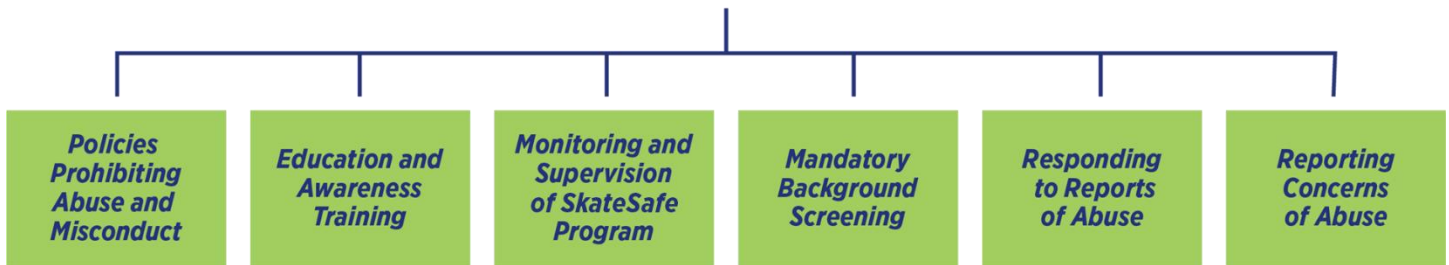 Policies
Prohibiting
Abuse and
Misconduct
Education and
Awareness
Training
Monitoring and
Supervision
of SkateSafe
Program
Mandatory
Background
Screening
Responding
to Reports
of Abuse
Reporting
Concerns
of Abuse